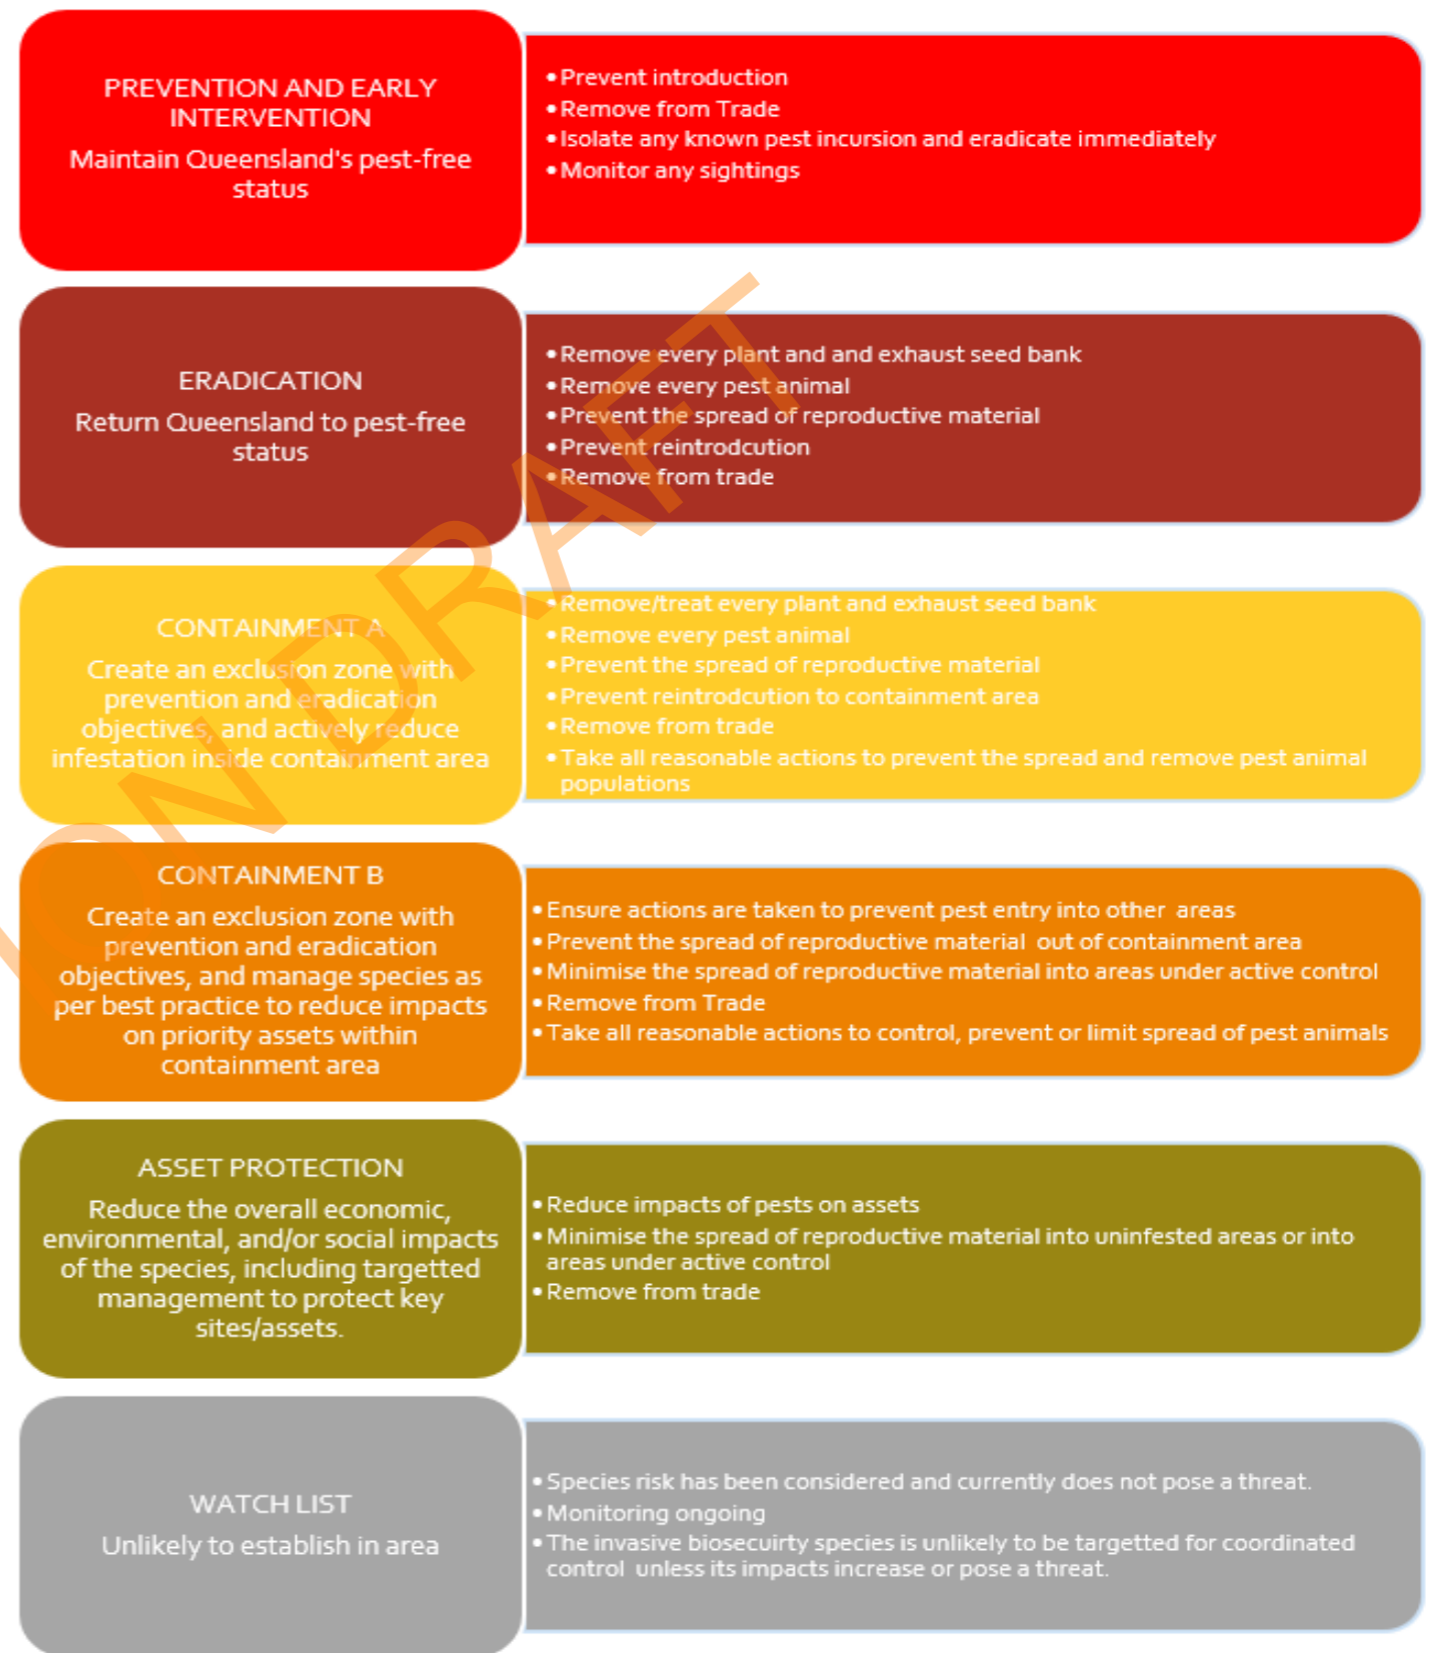 PREVENTION AND EARLY
INTERVENTION
Maintain Queensland's pest-free
status
• Prevent introduction
• Remove from Trade
• Isolate any known pest incursion and eradicate immediately
• Monitor any sightings
ERADICATION
Return Queensland to pest-free
status
• Remove every plant and and exhaust seed bank
• Remove every pest animal
• Prevent the spread of reproductive material
• Prevent reintrodcution
• Remove from trade
CONTAINMENT A
Create an exclusion zone with
prevention and eradication
objectives, and actively reduce
infestation inside containment area
• Remove/treat every plant and exhaust seed bank
• Remove every pest animal
• Prevent the spread of reproductive material
• Prevent reintrodcution to containment area
• Remove from trade
• Take all reasonable actions to prevent the spread and remove pest animal
populations
CONTAINMENT B
Create an exclusion zone with
prevention and eradication
objectives, and manage species as
per best practice to reduce impacts
on priority assets within
containment area
• Ensure actions are taken to prevent pest entry into other areas
• Prevent the spread of reproductive material out of containment area
• Minimise the spread of reproductive material into areas under active control
• Remove from Trade
• Take all reasonable actions to control, prevent or limit spread of pest animals
ASSET PROTECTION
Reduce the overall economic,
environmental, and/or social impacts
of the species, including targetted
management to protect key
sites/assets.
• Reduce impacts of pests on assets
• Minimise the spread of reproductive material into uninfested areas or into
areas under active control
• Remove from trade
WATCH LIST
Unlikely to establish in area
• Species risk has been considered and currently does not pose a threat.
• Monitoring ongoing
• The invasive biosecuirty species is unlikely to be targetted for coordinated
control unless its impacts increase or pose a threat.
ON DRAFT